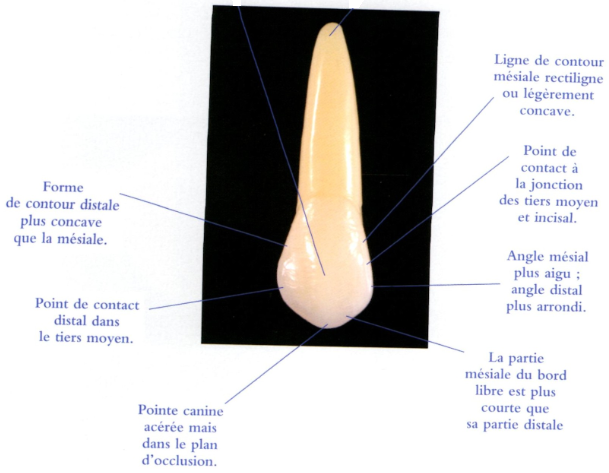 Ligne de contour
mésiale rectiligne
ou légèrement
concave.
Point de
contact à
la jonction
des tiers moyen
et incisal.
Forme
de contour distale
plus concave
que la mésiale.
Angle mésial
plus aigu ;
angle distal
plus arrondi.
Point de contact
distal dans
le tiers moyen.
La partie
mésiale du bord
libre est plus
courte que
sa partie distale
Pointe canine
acérée mais
dans le plan
d'occlusion.